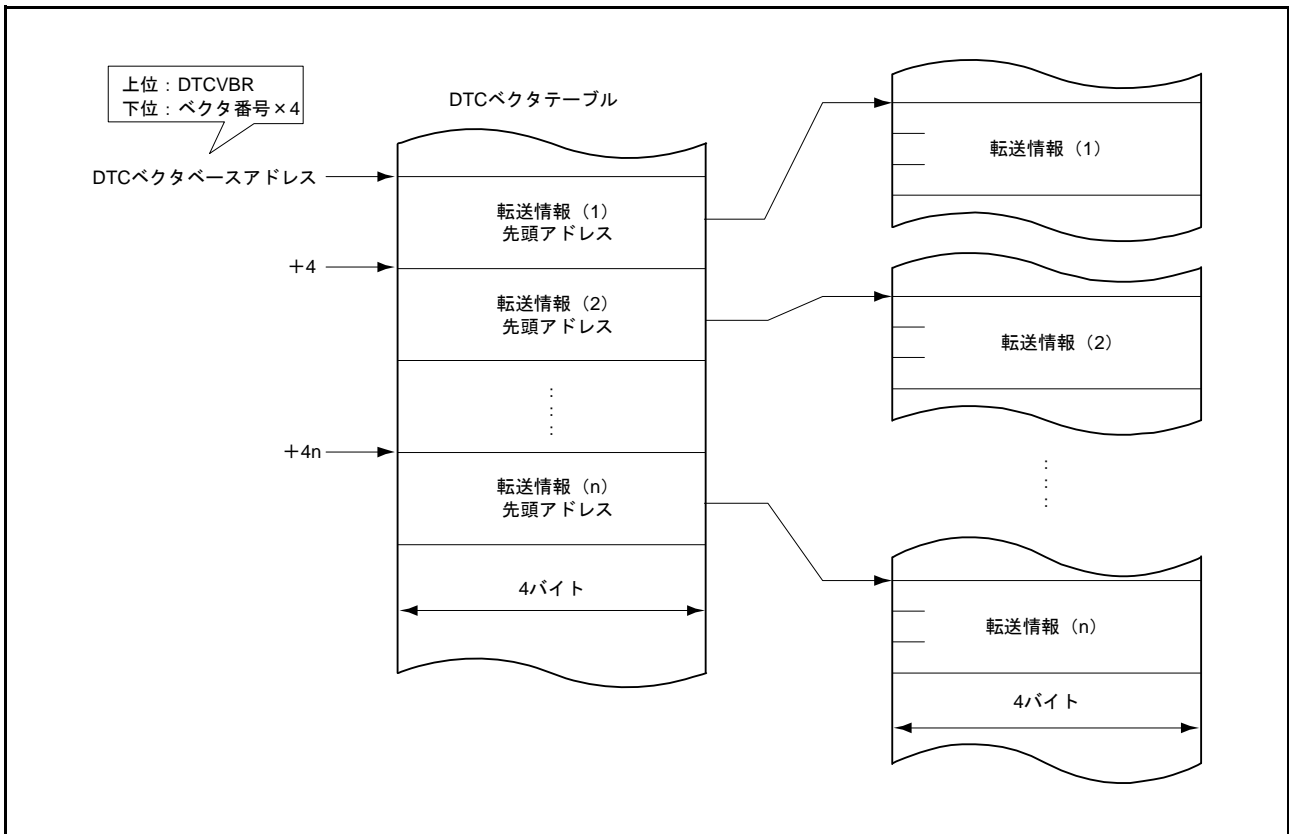 上位：DTCVBR
下位：ベクタ番号×4
DTCベクタテーブル
DTCベクタベースアドレス
転送情報（1）
先頭アドレス
+4
転送情報（2）
先頭アドレス
⋮
+4n
転送情報（n）
先頭アドレス
4バイト
転送情報（1）
転送情報（2）
⋮
転送情報（n）
4バイト